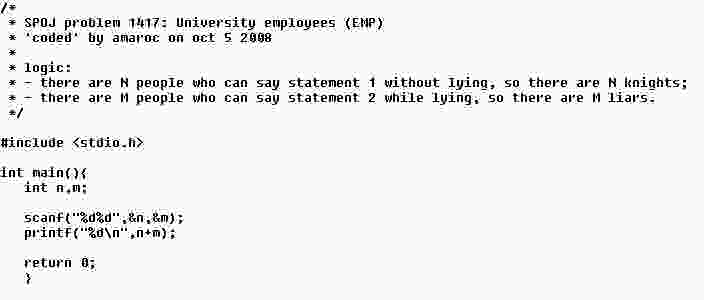 /*
 * SPOJ problem 1417: University employees (EMP)
 * 'coded' by amaroc on oct 5 2008
 *
 * logic:
 * - there are N people who can say statement 1 without lying, so there are N knights;
 * - there are M people who can say statement 2 while lying, so there are M liars.
 */
#include <stdio.h>
int main(){
   int n,m;
   scanf("%d%d",&n,&m);
   printf("%d\n",n+m);
   return 0;
   }